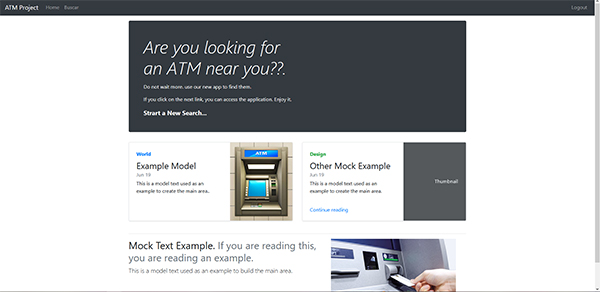 ATM Project Home Buscar Logout
Are you looking for
an ATM near you??.
Do not wait more, use our new app to find them.
If you click on the next link, you can access the application. Enjoy it.
Strart a New Search...
World
Example Model
Jun 19
This is a model text used as an
example to create the main area.
ATM
Design
Other Mock Example
Jun 19
This is a model text used as an
example to create the main area.
Continue reading
Thumbnail
Mock Text Example. If you are reading this,
you are reading an example.
This is a model text used as an example to build the main area.